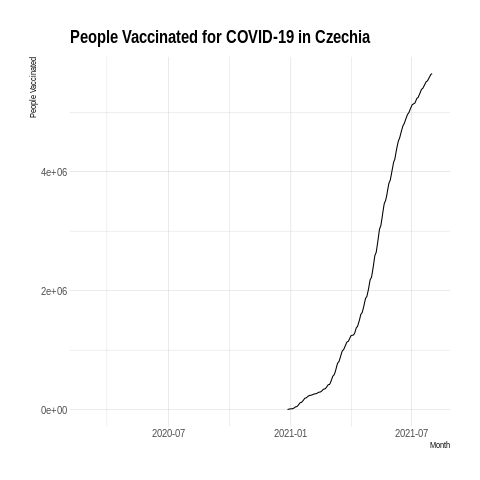 People Vaccinated for COVID-19 in Czechia
People Vaccinated
4e+06
2e+06
0e+00
2020-07 2021-01 2021-07
Month